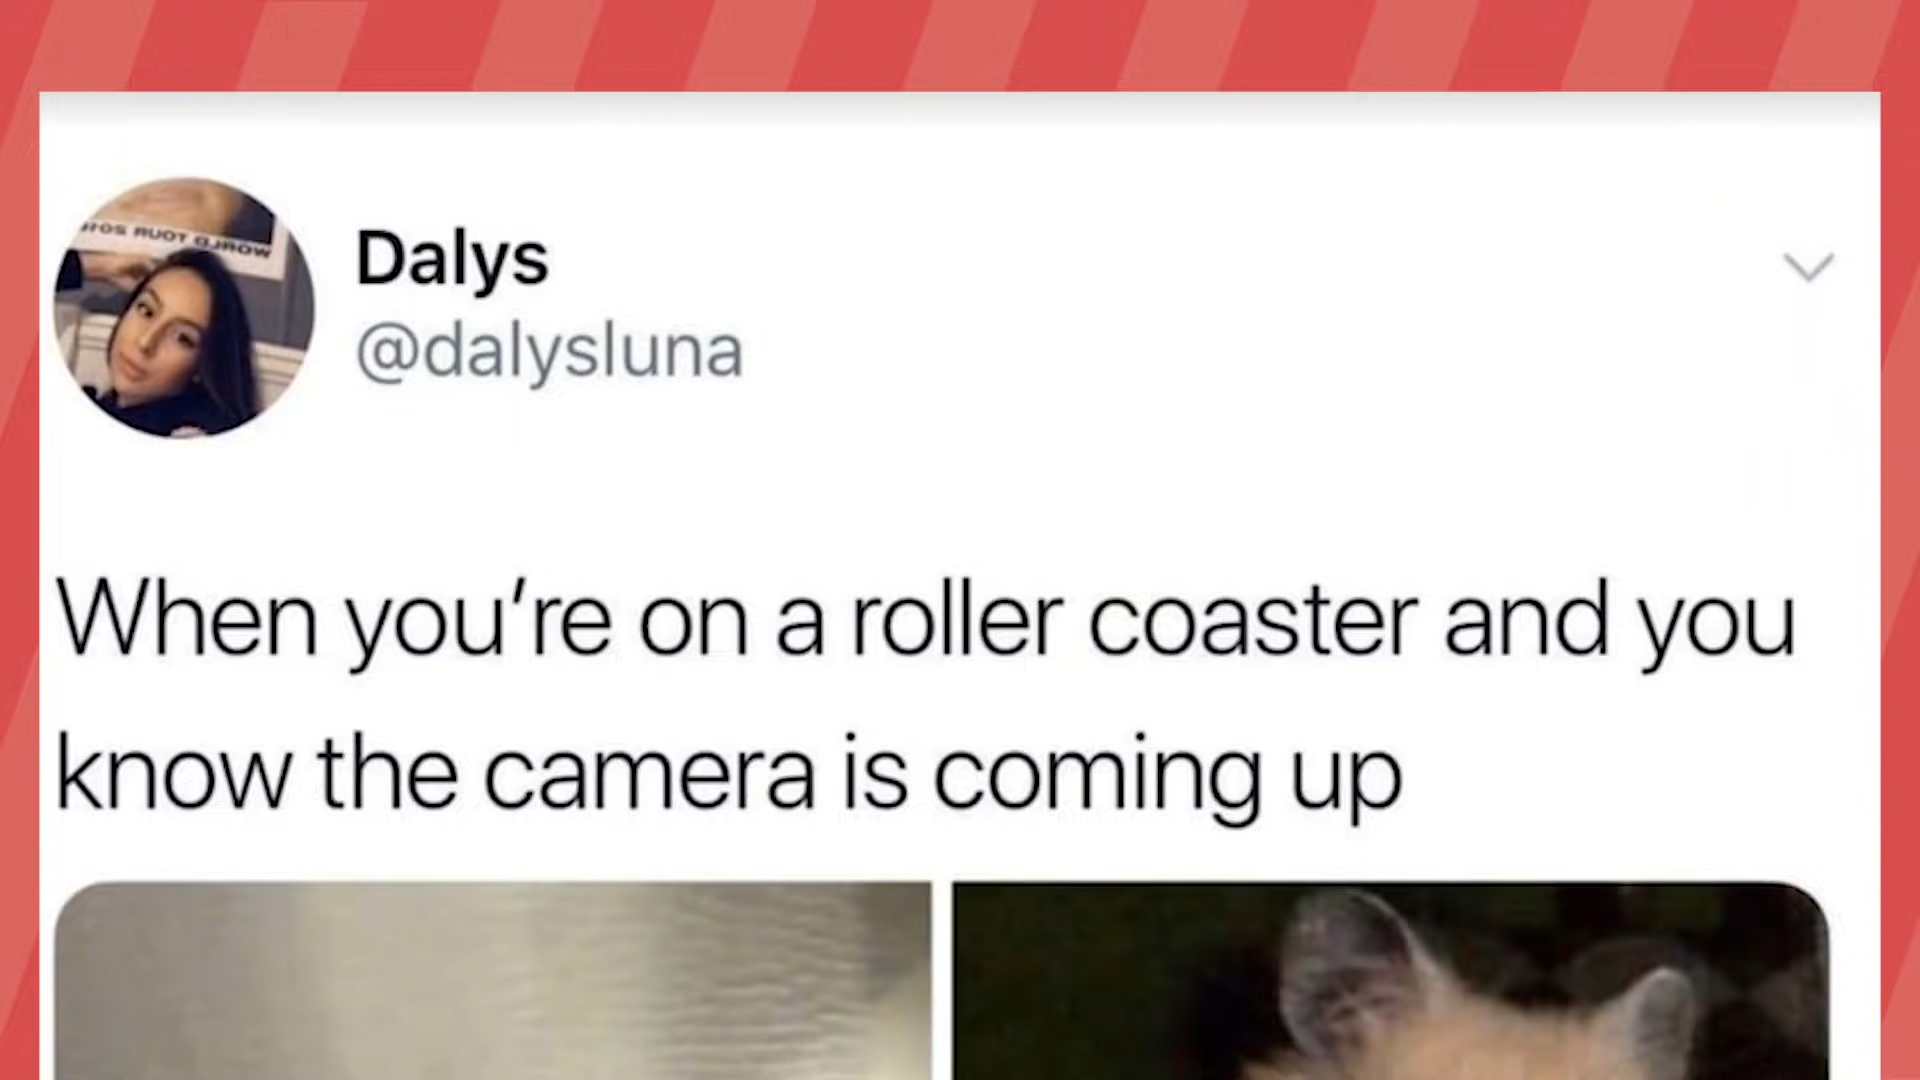 Dalys
@dalysluna
When you're on a roller coaster and you
know the camera is coming up